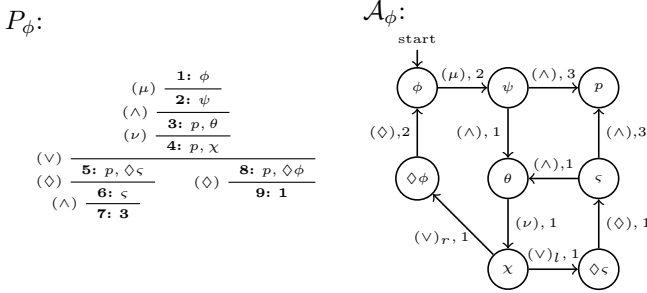 P_ϕ:
(μ) 1: ϕ
(∧) 2: ψ
(ν) 3: p, θ
4: p, χ
(∨)
(◊) 5: p, ◊ς
(∧) 6: ς
7: 3
(◊) 8: p, ◊ϕ
9: 1
A_ϕ:
start
ϕ (μ), 2 ψ (∧), 3 p
(◊),2 (∧), 1 (∧),3
◊ϕ θ (∧),1 ς
(∨)_r, 1 (ν), 1 (◊), 1
χ (∨)_l, 1 ◊ς